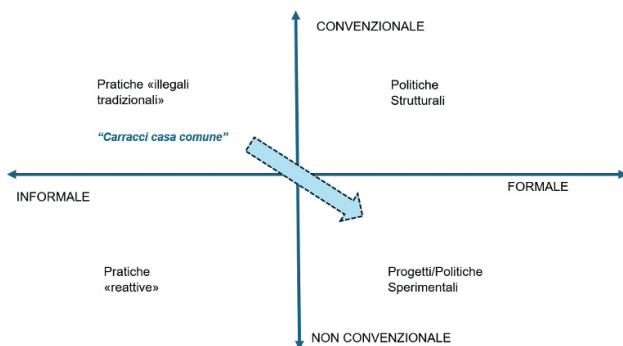 CONVENZIONALE
Pratiche «illegali
tradizionali»
Politiche
Strutturali
“Carracci casa comune”
INFORMALE
FORMALE
Pratiche
«reattive»
Progetti/Politiche
Sperimentali
NON CONVENZIONALE